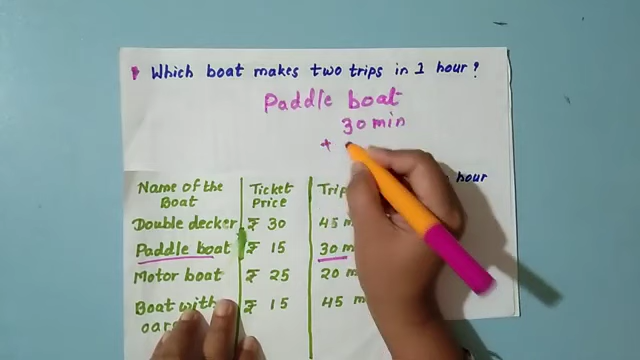 Which boat makes two trips in 1 hour?
Paddle boat
30 min
+
Name of the Boat Ticket Price Trip hour
Double decker ₹ 30 45 m
Paddle boat ₹ 15 30 m
Motor boat ₹ 25 20 m
Boat with oars ₹ 15 45 m